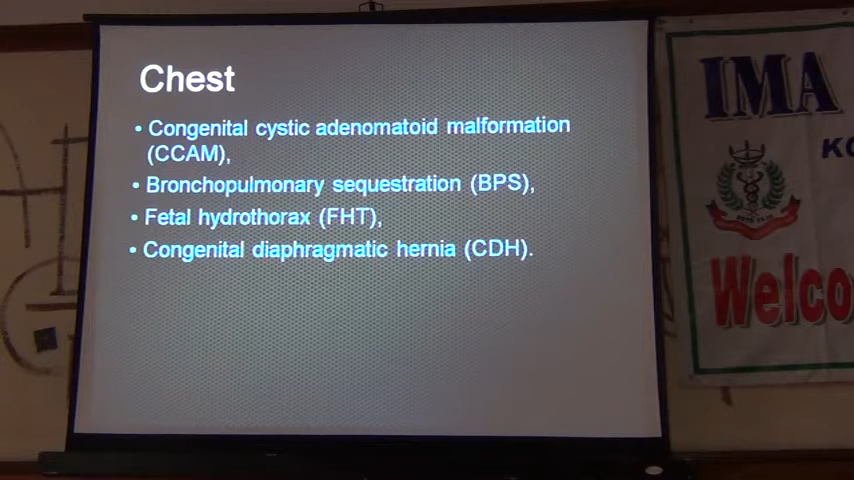 Chest
• Congenital cystic adenomatoid malformation
(CCAM),
• Bronchopulmonary sequestration (BPS),
• Fetal hydrothorax (FHT),
• Congenital diaphragmatic hernia (CDH).
IMA
KO
Welco